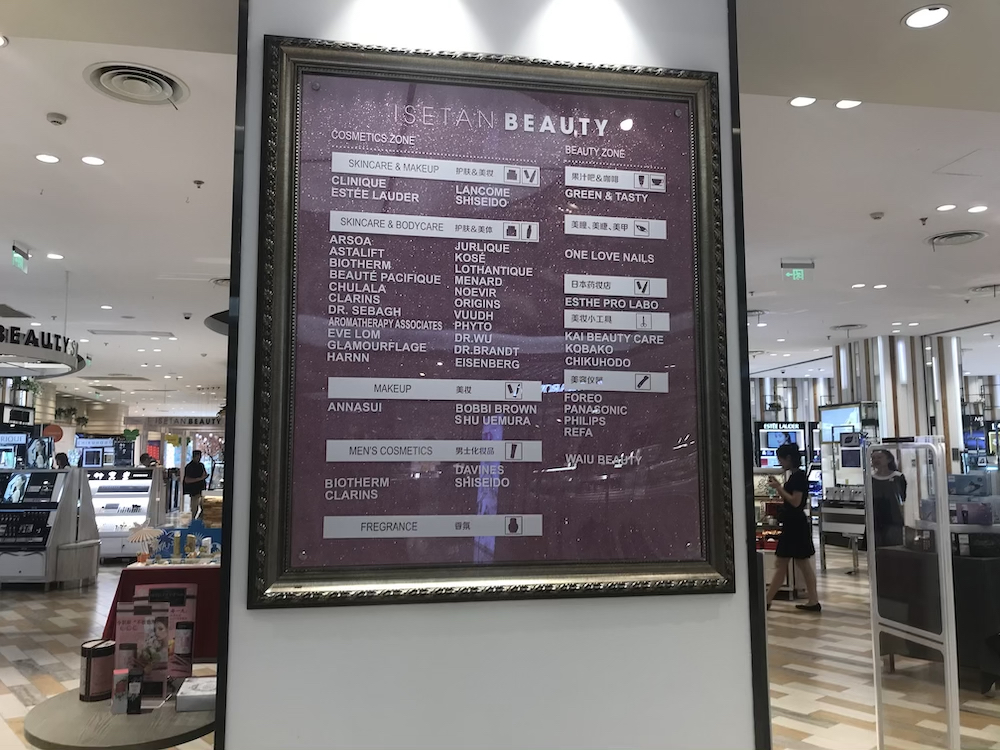 ISETAN BEAUTY
COSMETICS ZONE
SKINCARE & MAKEUP 护肤&美妆
CLINIQUE
ESTÉE LAUDER
LANCOME
SHISEIDO
SKINCARE & BODYCARE 护肤&美体
ARSOA
ASTALIFT
BIOTHERM
BEAUTÉ PACIFIQUE
CHULALA
CLARINS
DR. SEBAGH
AROMATHERAPY ASSOCIATES
EVE LOM
GLAMOURFLAGE
HARNN
JURLIQUE
KOSÉ
LOTHANTIQUE
MENARD
NOEVIR
ORIGINS
VUUDH
PHYTO
DR.WU
DR.BRANDT
EISENBERG
MAKEUP 美妆
ANNASUI
BOBBI BROWN
SHU UEMURA
MEN'S COSMETICS 男士化妆品
BIOTHERM
CLARINS
DAVINES
SHISEIDO
FREGRANCE 香氛
BEAUTY ZONE
果汁吧&咖啡
GREEN & TASTY
美瞳、美睫、美甲
ONE LOVE NAILS
日本药妆店
ESTHE PRO LABO
美妆小工具
KAI BEAUTY CARE
KOBAKO
CHIKUHODO
美容仪器
FOREO
PANASONIC
PHILIPS
REFA
WAIU BEAUTY
BEAUTY
ISETAN BEAUTY
ESTĒE LAUDER